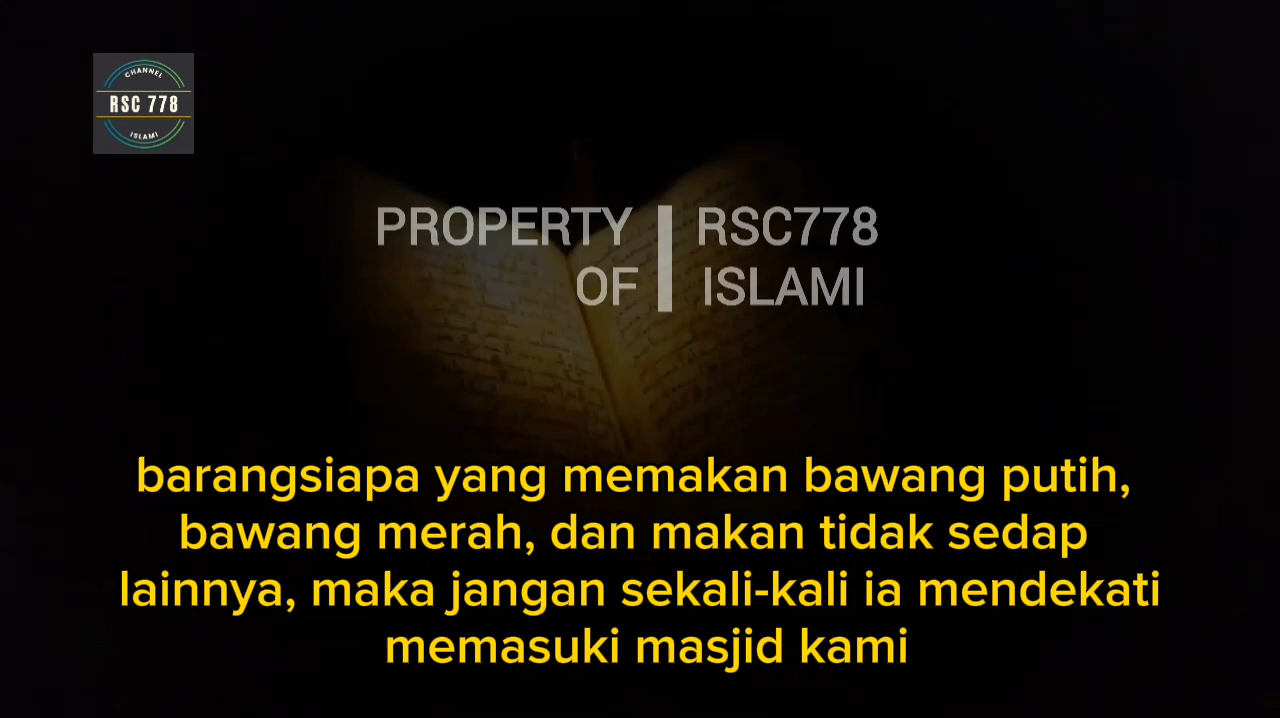 CHANNEL
RSC 778
ISLAMI
PROPERTY RSC778
OF ISLAMI
barangsiapa yang memakan bawang putih,
bawang merah, dan makan tidak sedap
lainnya, maka jangan sekali-kali ia mendekati
memasuki masjid kami